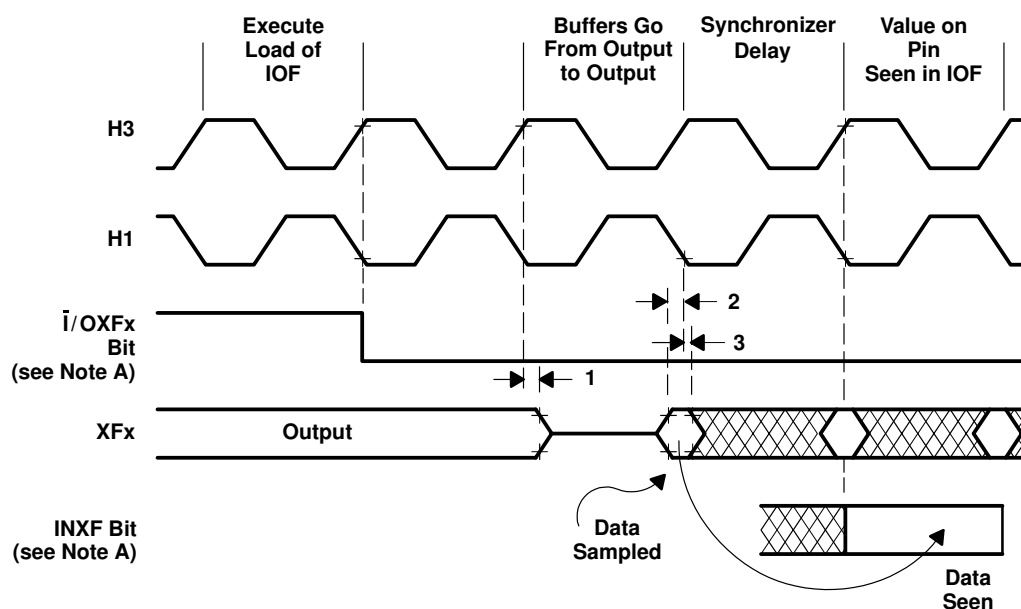 Execute
Load of
IOF
Buffers Go
From Output
to Output
Synchronizer
Delay
Value on
Pin
Seen in IOF
H3
H1
Ī/OXFx
Bit
(see Note A)
2
3
1
XFx
Output
INXF Bit
(see Note A)
Data
Sampled
Data
Seen